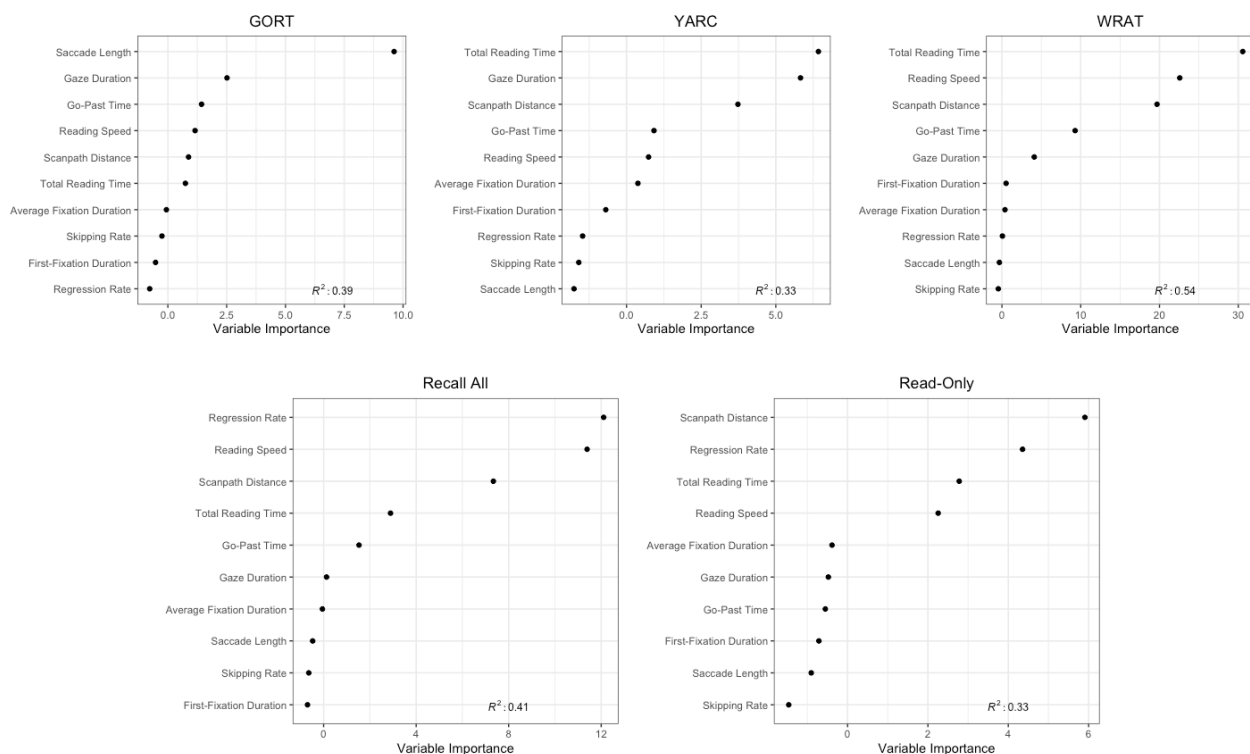 GORT
Saccade Length
Gaze Duration
Go-Past Time
Reading Speed
Scanpath Distance
Total Reading Time
Average Fixation Duration
Skipping Rate
First-Fixation Duration
Regression Rate
R²: 0.39
0.0 2.5 5.0 7.5 10.0
Variable Importance
YARC
Total Reading Time
Gaze Duration
Scanpath Distance
Go-Past Time
Reading Speed
Average Fixation Duration
First-Fixation Duration
Regression Rate
Skipping Rate
Saccade Length
R²: 0.33
0.0 2.5 5.0
Variable Importance
WRAT
Total Reading Time
Reading Speed
Scanpath Distance
Go-Past Time
Gaze Duration
First-Fixation Duration
Average Fixation Duration
Regression Rate
Saccade Length
Skipping Rate
R²: 0.54
0 10 20 30
Variable Importance
Recall All
Regression Rate
Reading Speed
Scanpath Distance
Total Reading Time
Go-Past Time
Gaze Duration
Average Fixation Duration
Saccade Length
Skipping Rate
First-Fixation Duration
R²: 0.41
0 4 8 12
Variable Importance
Read-Only
Scanpath Distance
Regression Rate
Total Reading Time
Reading Speed
Average Fixation Duration
Gaze Duration
Go-Past Time
First-Fixation Duration
Saccade Length
Skipping Rate
R²: 0.33
0 2 4 6
Variable Importance